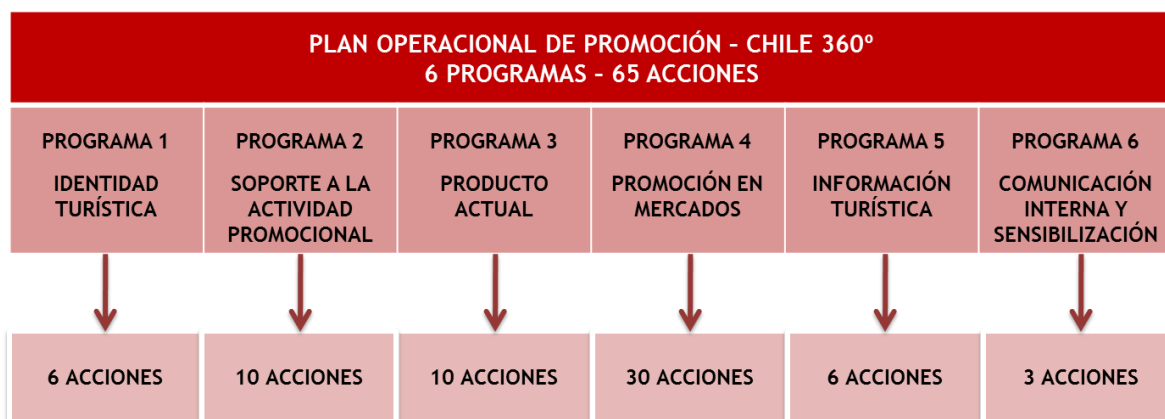 PLAN OPERACIONAL DE PROMOCIÓN - CHILE 360º
6 PROGRAMAS - 65 ACCIONES
PROGRAMA 1
IDENTIDAD
TURÍSTICA
PROGRAMA 2
SOPORTE A LA
ACTIVIDAD
PROMOCIONAL
PROGRAMA 3
PRODUCTO
ACTUAL
PROGRAMA 4
PROMOCIÓN EN
MERCADOS
PROGRAMA 5
INFORMACIÓN
TURÍSTICA
PROGRAMA 6
COMUNICACIÓN
INTERNA Y
SENSIBILIZACIÓN
6 ACCIONES
10 ACCIONES
10 ACCIONES
30 ACCIONES
6 ACCIONES
3 ACCIONES